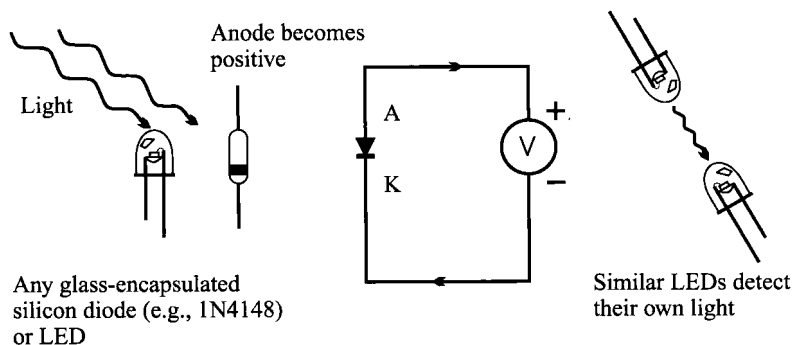 Anode becomes
positive
Light
A
K
+
V
−
Any glass-encapsulated
silicon diode (e.g., 1N4148)
or LED
Similar LEDs detect
their own light